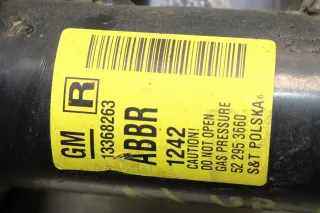 GM
R
13368263
ABBR
1242
CAUTION!
DO NOT OPEN
GAS PRESSURE
52 295 3660
S&T POLSKA